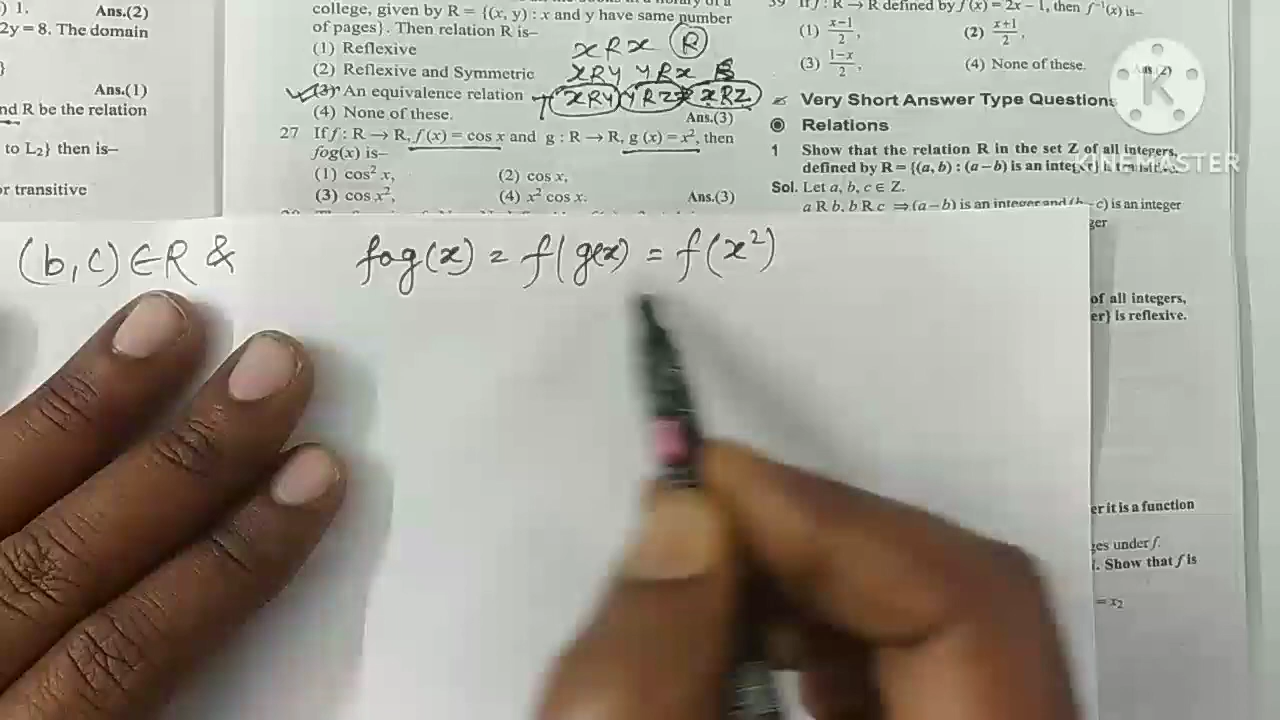 ) 1. Ans.(2)
2y = 8. The domain
}
Ans.(1)
nd R be the relation
to L₂} then is–
or transitive
college, given by R = {(x, y) : x and y have same number
of pages}. Then relation R is–
(1) Reflexive
(2) Reflexive and Symmetric
(3) An equivalence relation
(4) None of these. Ans.(3)
xRx R
xRy yRx
xRy yRz xRz
27 If f : R → R, f(x) = cos x and g : R → R, g (x) = x², then
fog(x) is–
(1) cos² x, (2) cos x,
(3) cos x², (4) x² cos x. Ans.(3)
39 If f : R → R defined by f (x) = 2x − 1, then f⁻¹(x) is–
(1) x−1/2, (2) x+1/2,
(3) 1−x/2, (4) None of these.
Ans.(2)
K
KINEMASTER
Very Short Answer Type Questions
Relations
1 Show that the relation R in the set Z of all integers,
defined by R = {(a, b) : (a−b) is an integer} is
Sol. Let a, b, c ∈ Z.
a R b, b R c ⇒ (a−b) is an integer and (b−c) is an integer
ger
of all integers,
er} is reflexive.
er it is a function
ges under f.
. Show that f is
= x₂
(b,c) ∈ R &
fog(x) = f(g(x) = f(x²)